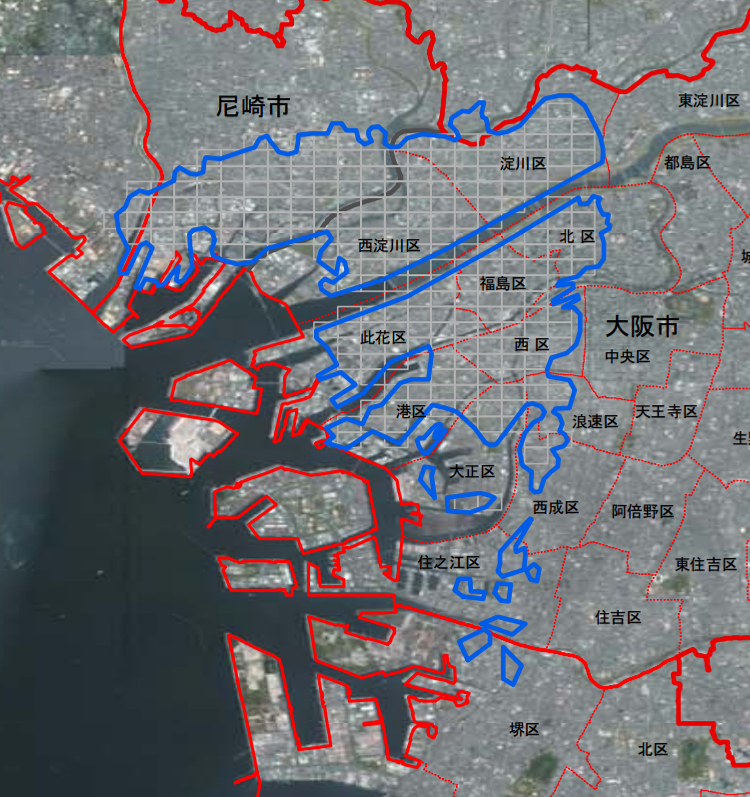 東淀川区
尼崎市
淀川区
都島区
北 区
西淀川区
福島区
大阪市
此花区
西 区
中央区
港区
天王寺区
浪速区
大正区
西成区
阿倍野区
住之江区
東住吉区
住吉区
堺区
北区